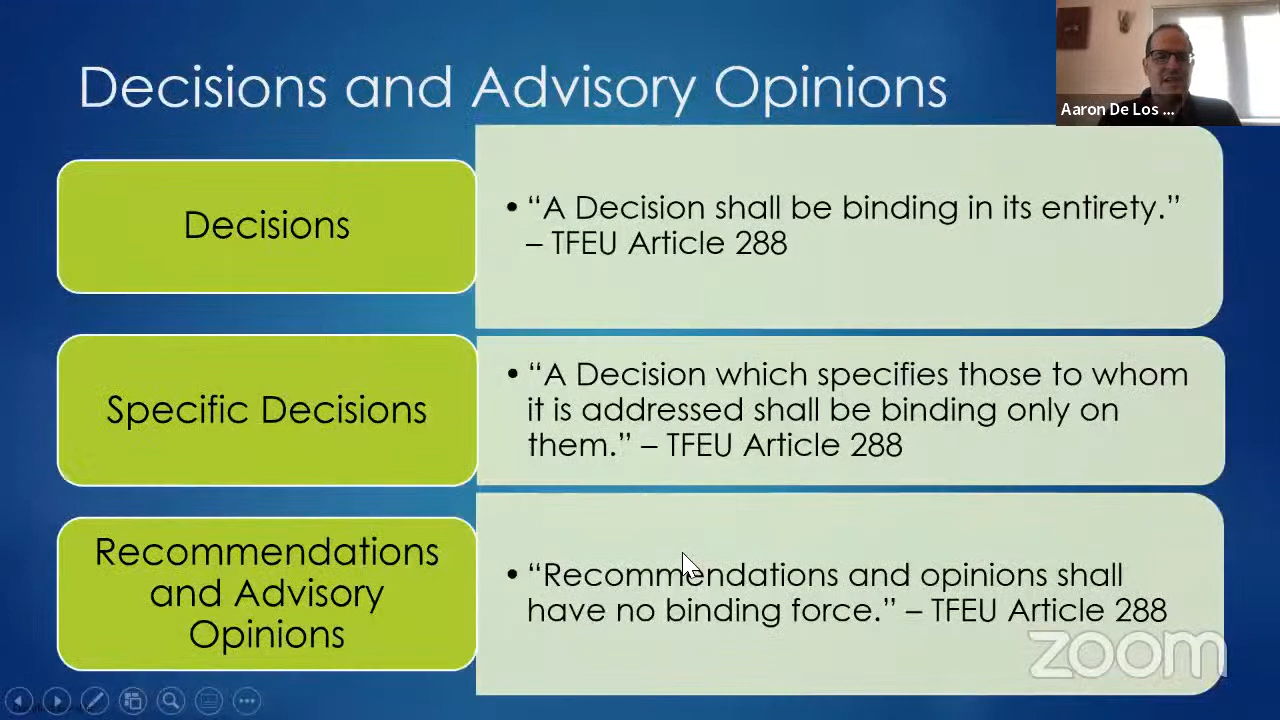 Decisions and Advisory Opinions
Aaron De Los ...
Decisions
• “A Decision shall be binding in its entirety.”
– TFEU Article 288
Specific Decisions
• “A Decision which specifies those to whom
it is addressed shall be binding only on
them.” – TFEU Article 288
Recommendations
and Advisory
Opinions
• “Recommendations and opinions shall
have no binding force.” – TFEU Article 288
zoom